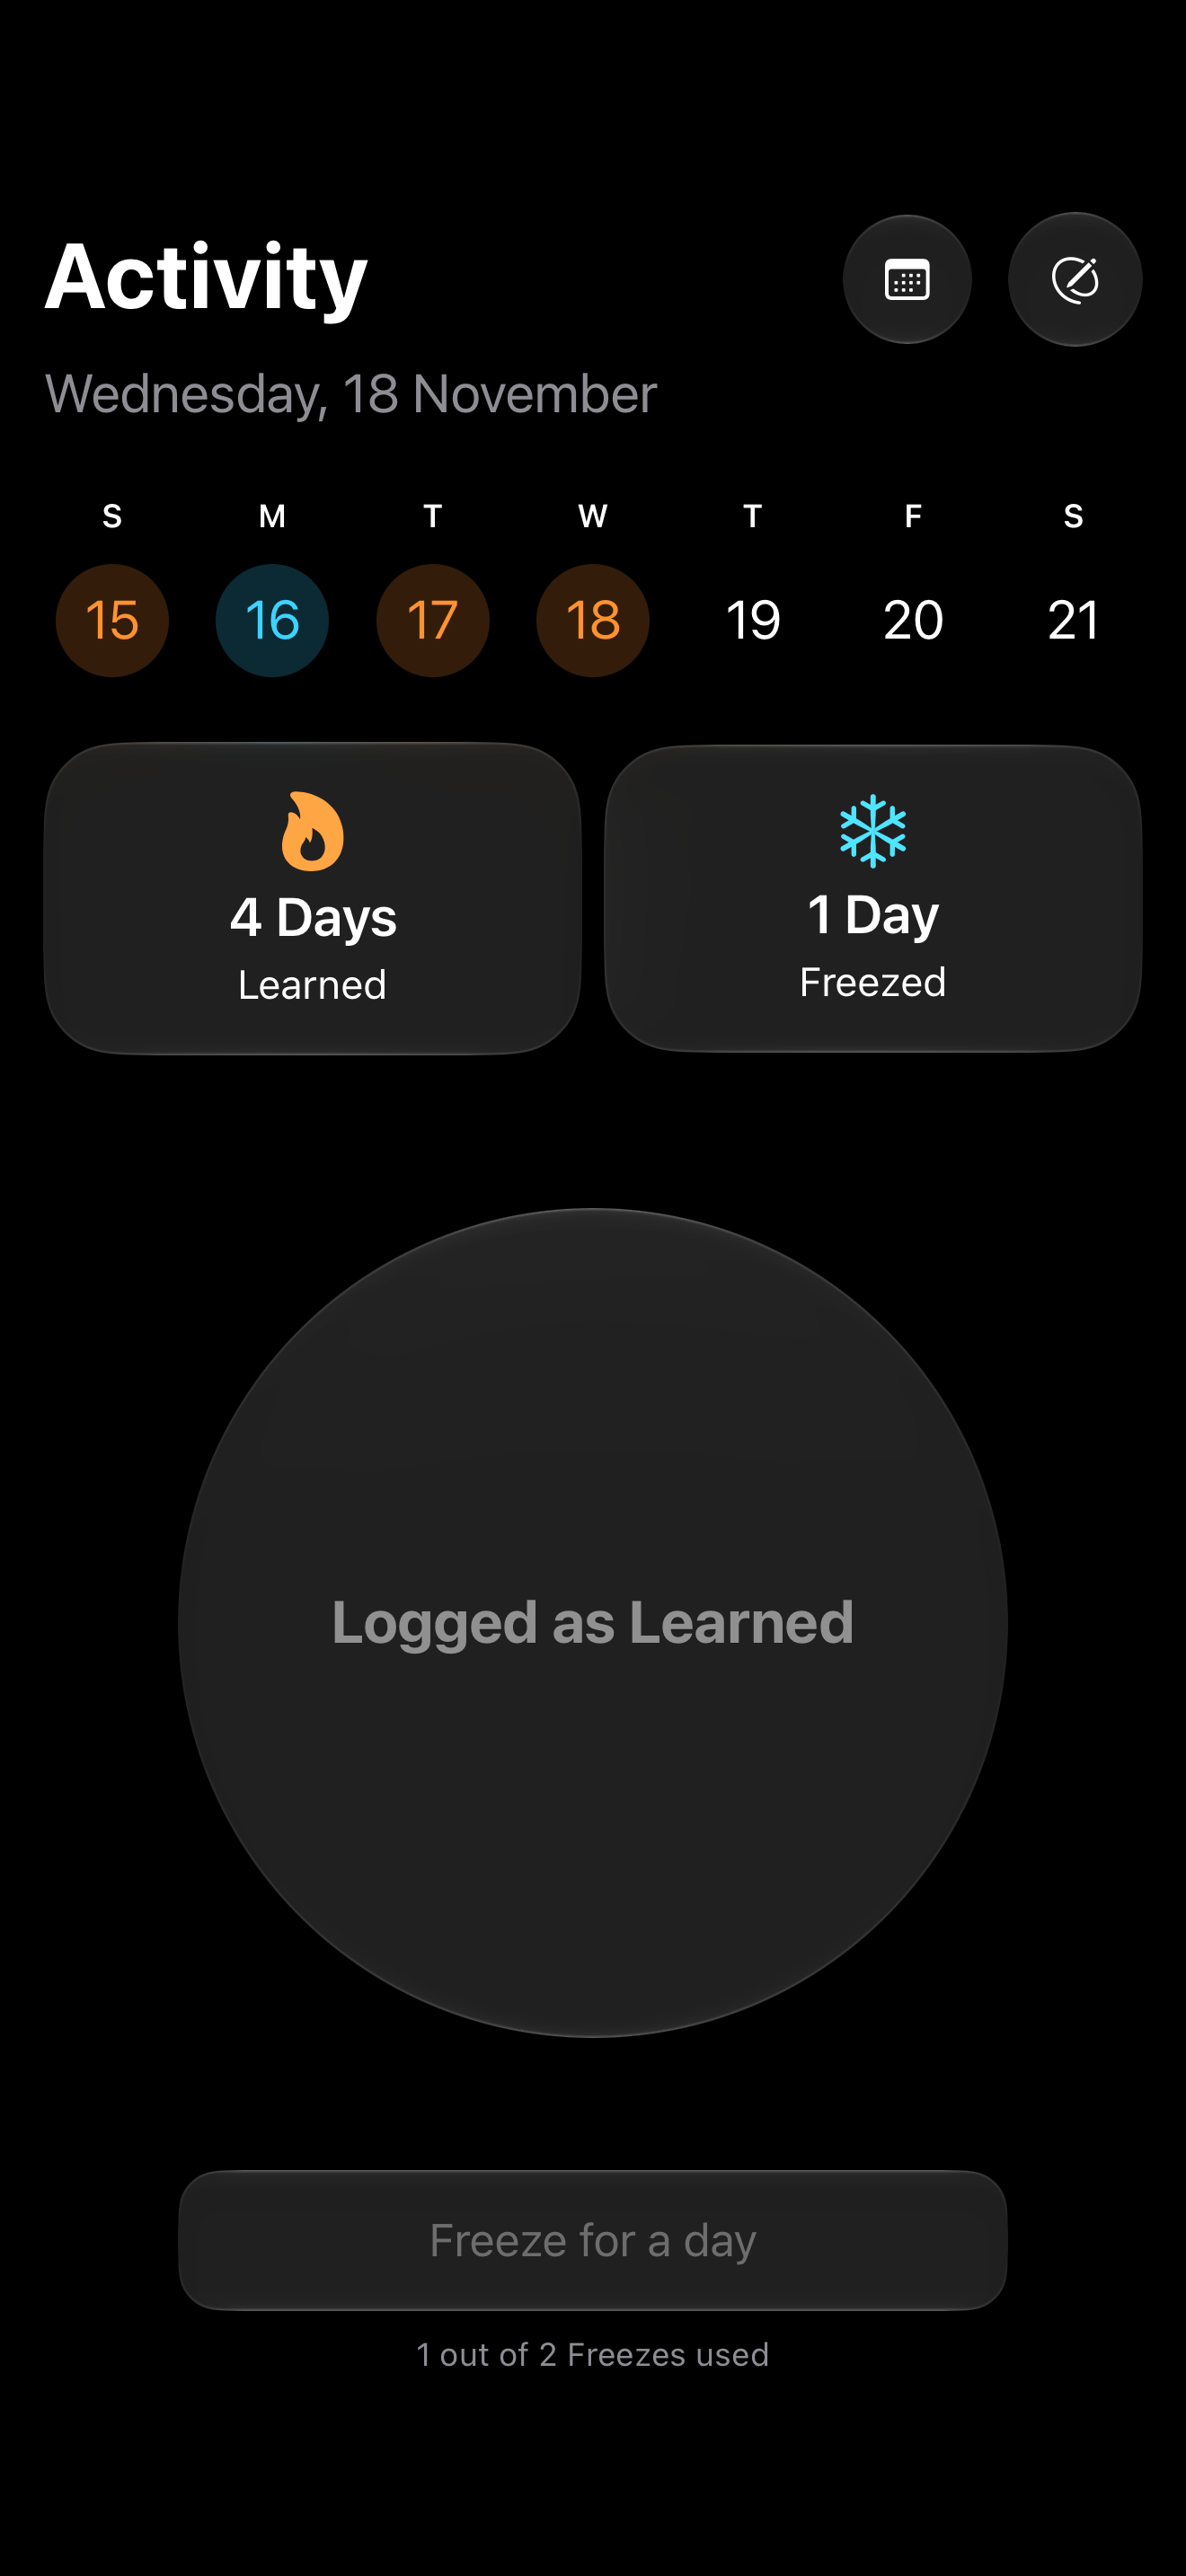 Activity
Wednesday, 18 November
S M T W T F S
15 16 17 18 19 20 21
4 Days
Learned
1 Day
Freezed
Logged as Learned
Freeze for a day
1 out of 2 Freezes used